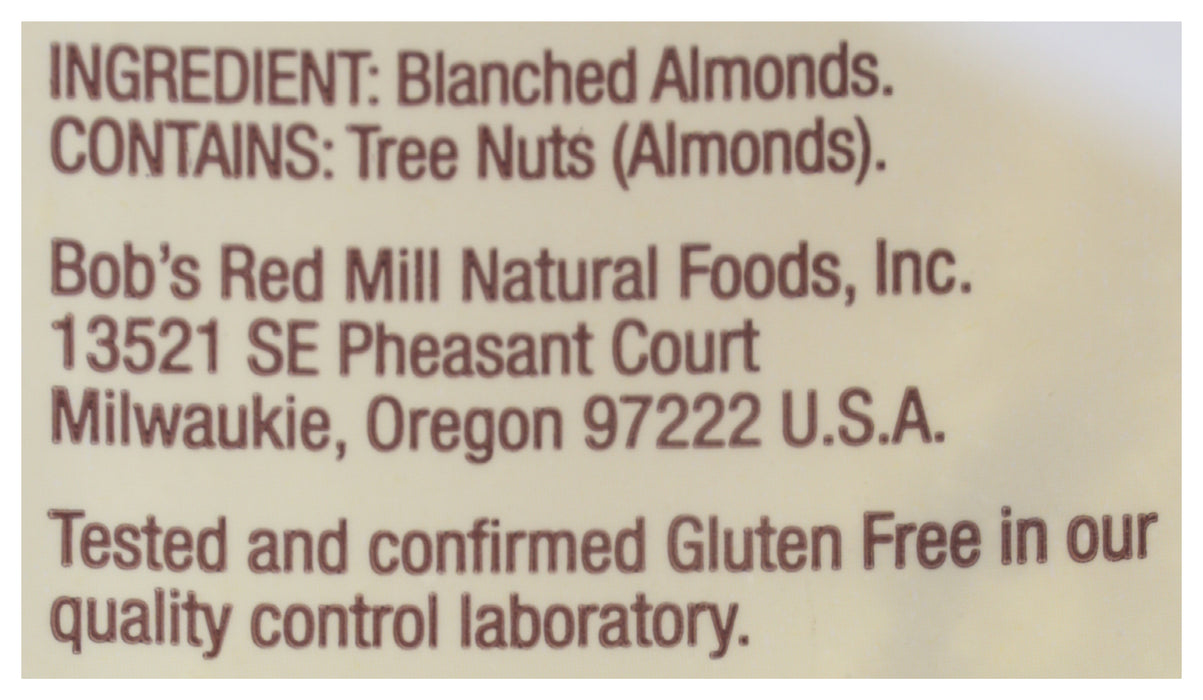 INGREDIENT: Blanched Almonds.
CONTAINS: Tree Nuts (Almonds).
Bob's Red Mill Natural Foods, Inc.
13521 SE Pheasant Court
Milwaukie, Oregon 97222 U.S.A.
Tested and confirmed Gluten Free in our
quality control laboratory.